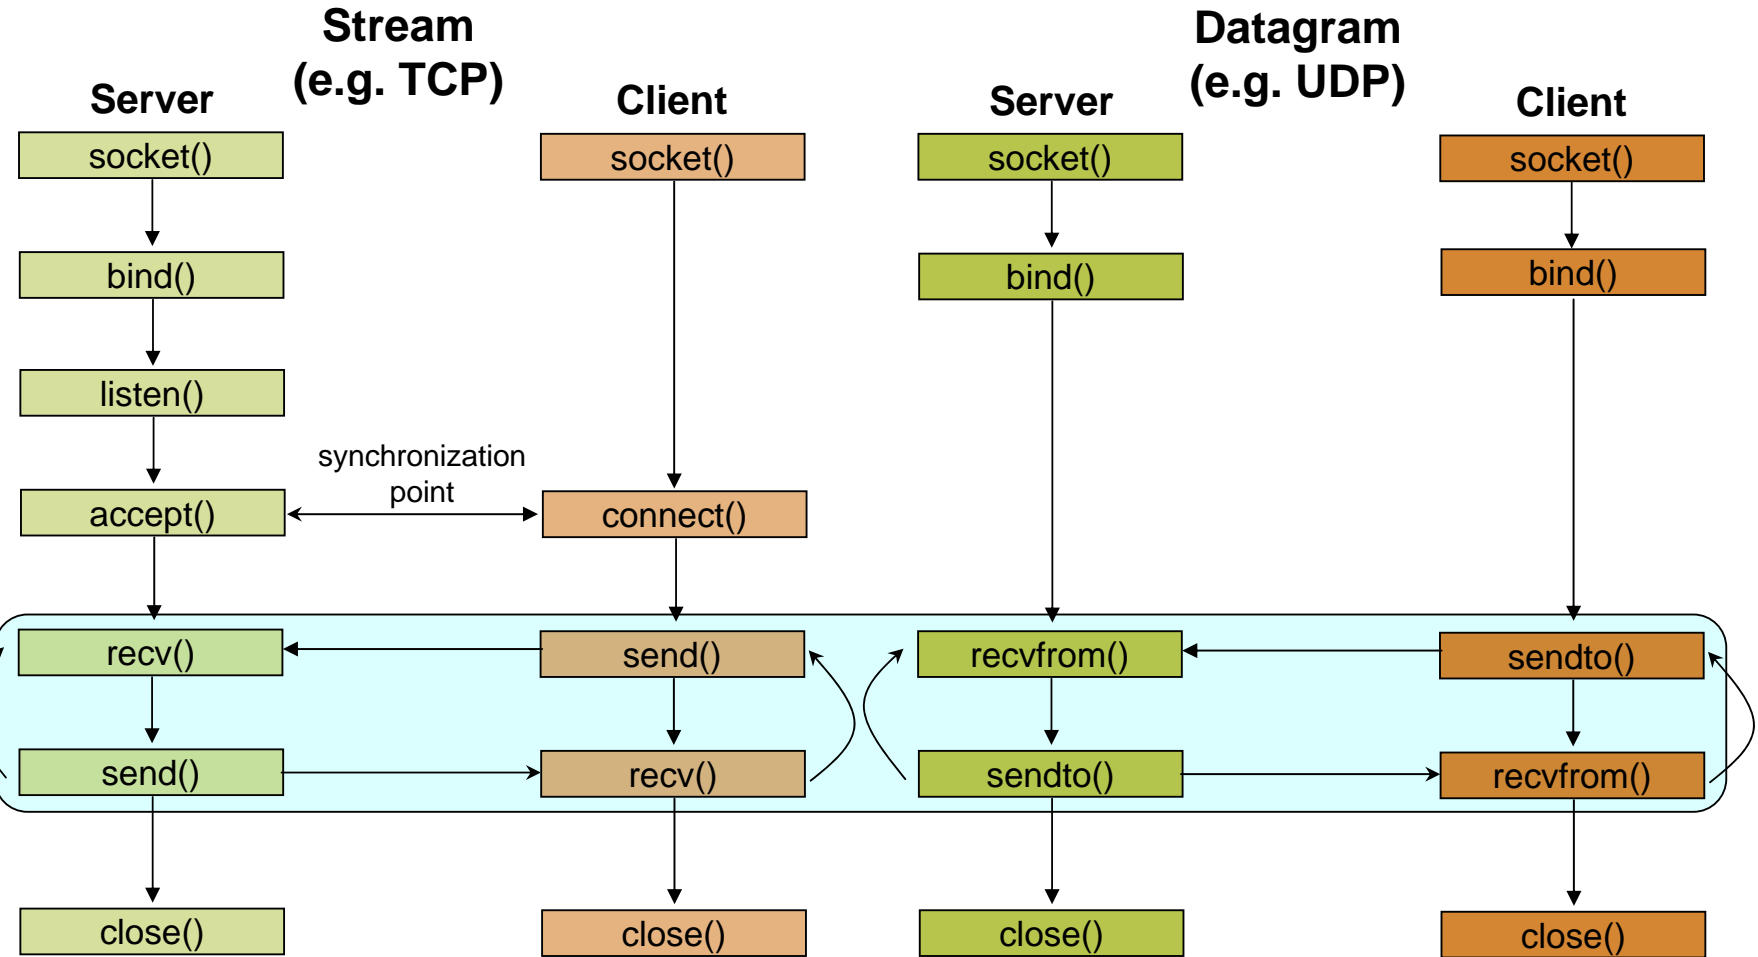 Stream
(e.g. TCP)
Datagram
(e.g. UDP)
Server
Client
Server
Client
socket()
socket()
socket()
socket()
bind()
bind()
bind()
listen()
synchronization
point
accept()
connect()
recv()
send()
recvfrom()
sendto()
send()
recv()
sendto()
recvfrom()
close()
close()
close()
close()